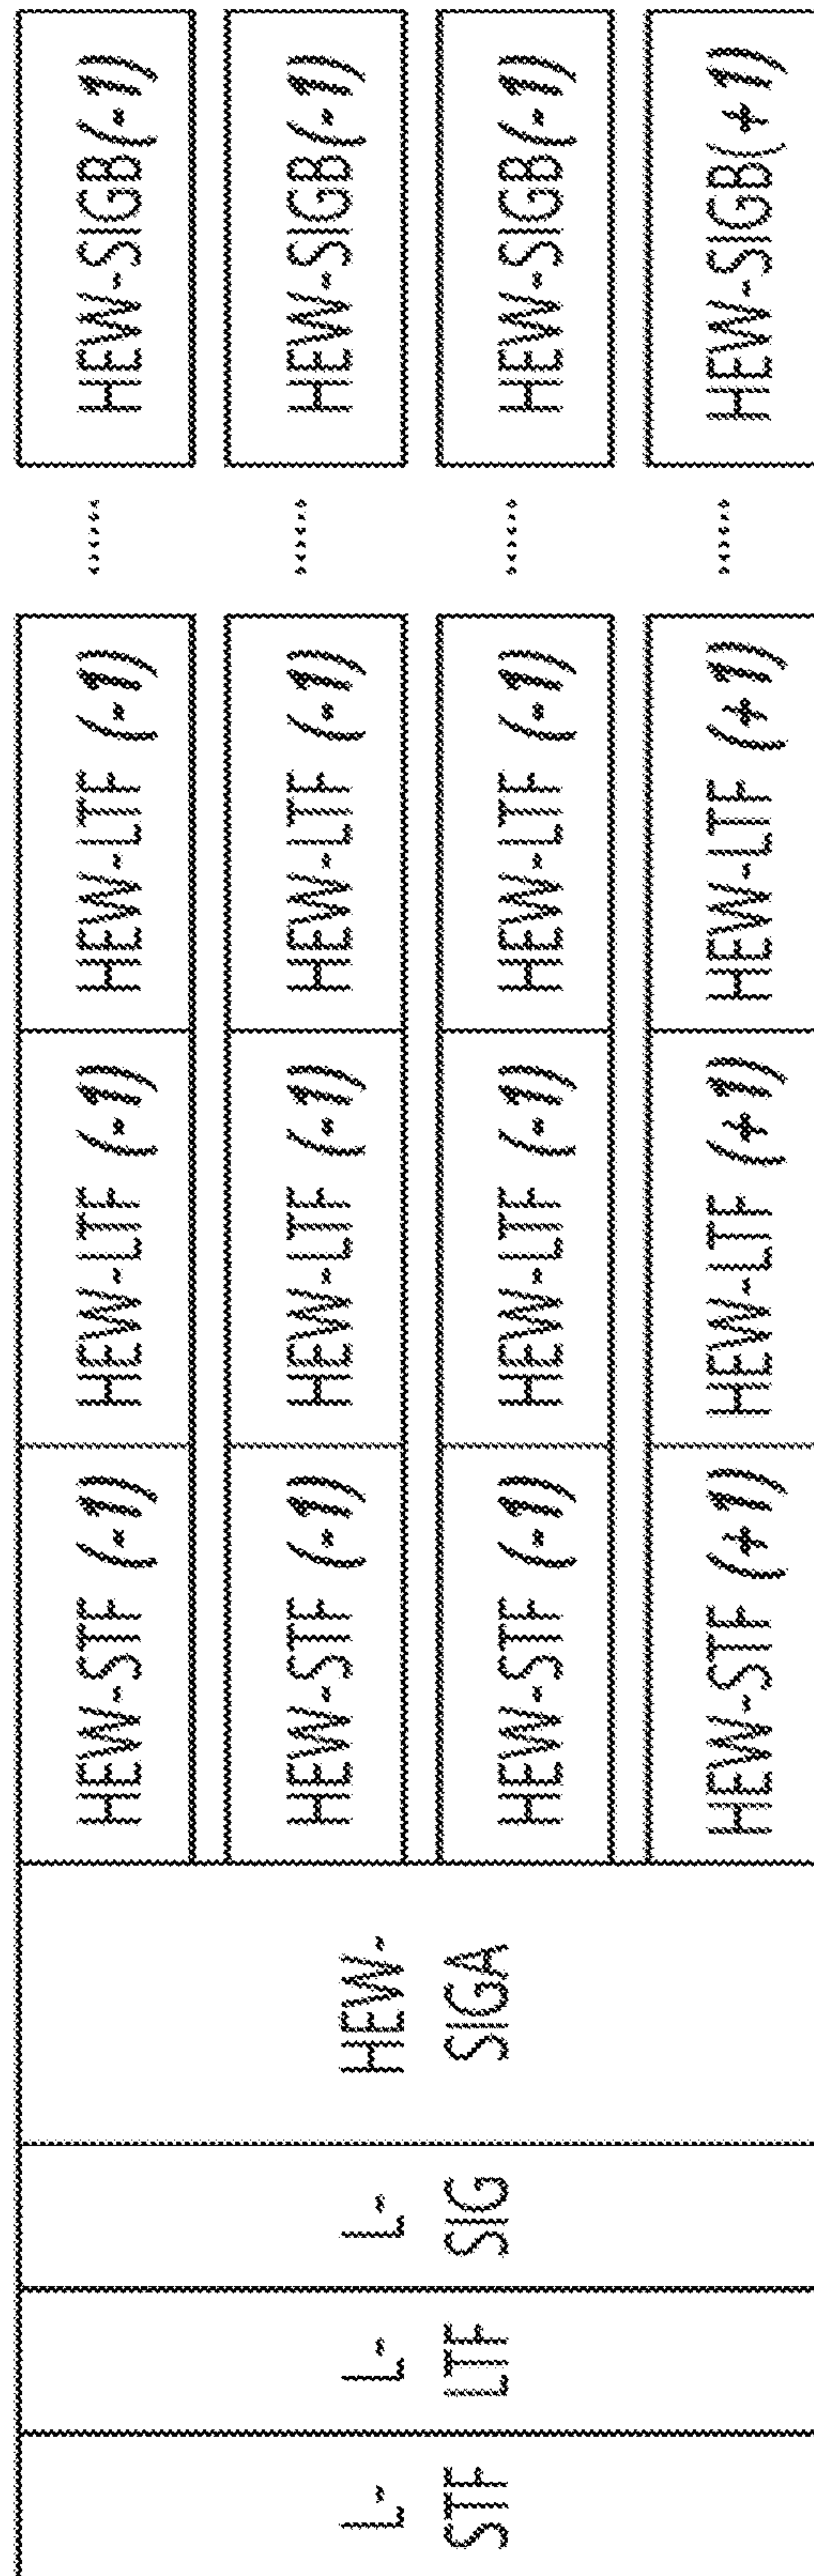 L-
STF
L-
LTF
L-
SIG
HEW-
SIGA
HEW-STF (-1)
HEW-LTF (-1)
HEW-LTF (-1)
......
HEW-SIGB(-1)
HEW-STF (-1)
HEW-LTF (-1)
HEW-LTF (-1)
......
HEW-SIGB(-1)
HEW-STF (-1)
HEW-LTF (-1)
HEW-LTF (-1)
......
HEW-SIGB(-1)
HEW-STF (+1)
HEW-LTF (+1)
HEW-LTF (+1)
......
HEW-SIGB(+1)